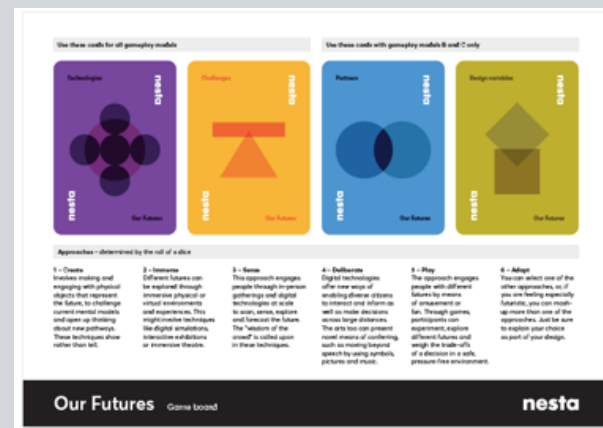 Use these cards for all gameplay models
Use these cards with gameplay models B and C only
Technologies
nesta
nesta
Our Futures
Challenges
nesta
nesta
Our Futures
Partners
nesta
nesta
Our Futures
Design variables
nesta
nesta
Our Futures
Approaches – determined by the roll of a dice
1 – Create
Involves making and
engaging with physical
objects that represent
the future, to challenge
current mental models
and open up thinking
about new pathways.
These techniques show
rather than tell.
2 – Immerse
Different futures can
be explored through
immersive physical or
virtual environments
and experiences. This
might involve techniques
like digital simulations,
interactive exhibitions
or immersive theatre.
3 – Sense
This approach engages
people through in-person
gatherings and digital
technologies at scale
to scan, sense, explore
and forecast the future.
The "wisdom of the
crowd" is called upon
in these techniques.
4 – Deliberate
Digital technologies
offer new ways of
enabling diverse citizens
to interact and inform as
well as make decisions
across large distances.
The arts too can present
novel means of conferring,
such as moving beyond
speech by using symbols,
pictures and music.
5 – Play
The approach engages
people with different
futures by means
of amusement or
fun. Through games,
participants can
experiment, explore
different futures and
weigh the trade-offs
of a decision in a safe,
pressure-free environment.
6 – Adapt
You can select one of the
other approaches, or, if
you are feeling especially
futuristic, you can mash-
up more than one of the
approaches. Just be sure
to explain your choice
as part of your design.
Our Futures Game board
nesta